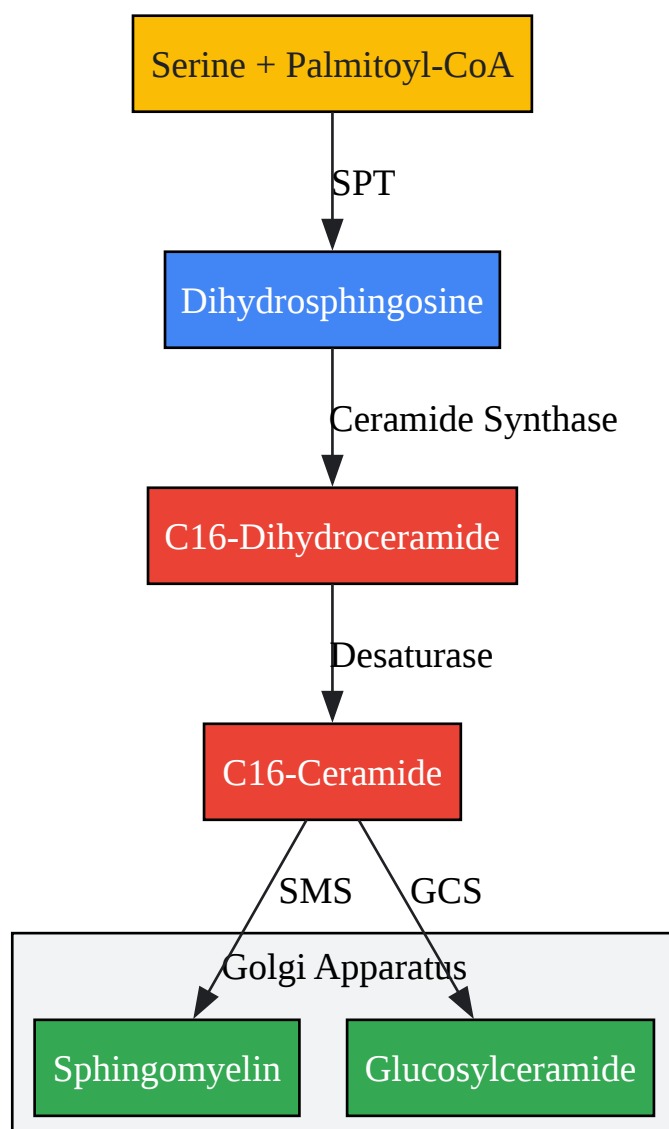 Serine + Palmitoyl-CoA
SPT
Dihydrosphingosine
Ceramide Synthase
C16-Dihydroceramide
Desaturase
C16-Ceramide
SMS
GCS
Golgi Apparatus
Sphingomyelin
Glucosylceramide